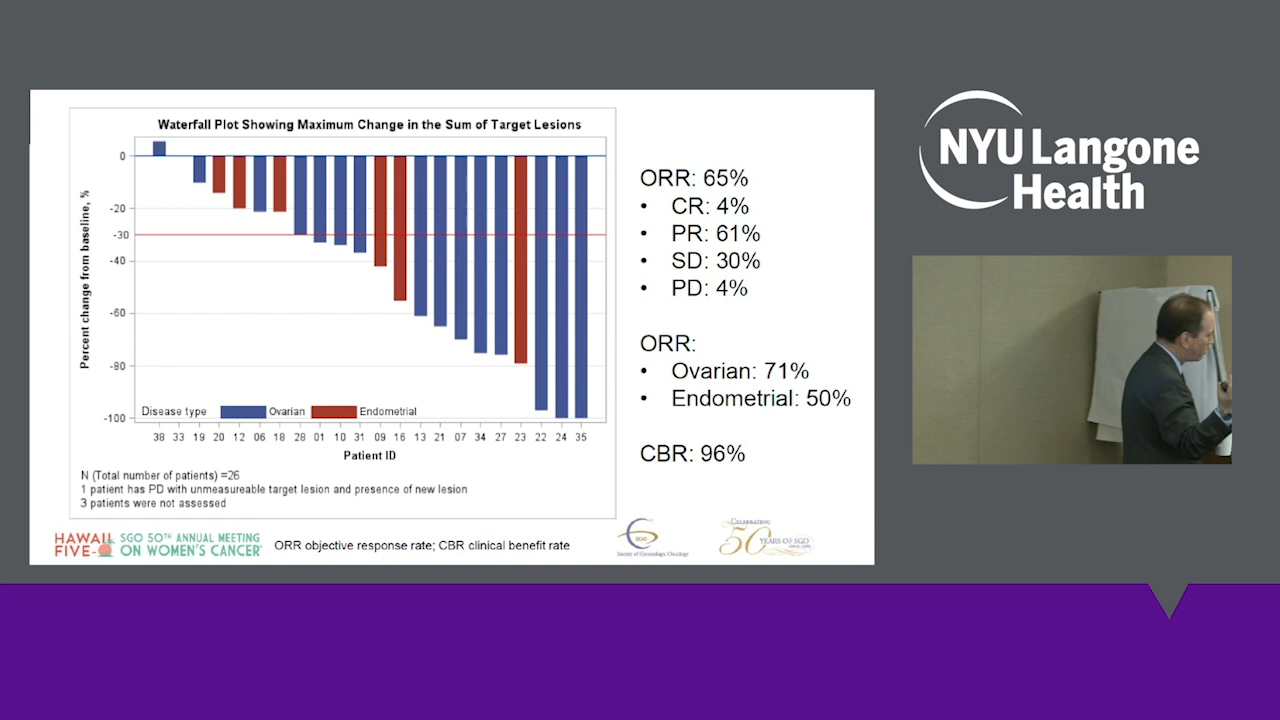 Waterfall Plot Showing Maximum Change in the Sum of Target Lesions
Percent change from baseline, %
0
-20
-30
-40
-60
-80
-100
Disease type Ovarian Endometrial
38 33 19 20 12 06 18 28 01 10 31 09 16 13 21 07 34 27 23 22 24 35
Patient ID
N (Total number of patients) =26
1 patient has PD with unmeasureable target lesion and presence of new lesion
3 patients were not assessed
ORR: 65%
• CR: 4%
• PR: 61%
• SD: 30%
• PD: 4%
ORR:
• Ovarian: 71%
• Endometrial: 50%
CBR: 96%
HAWAII FIVE-O
SGO 50TH ANNUAL MEETING
ON WOMEN'S CANCER
ORR objective response rate; CBR clinical benefit rate
SGO
Society of Gynecologic Oncology
CELEBRATING
50 YEARS OF SGO
NYU Langone
Health